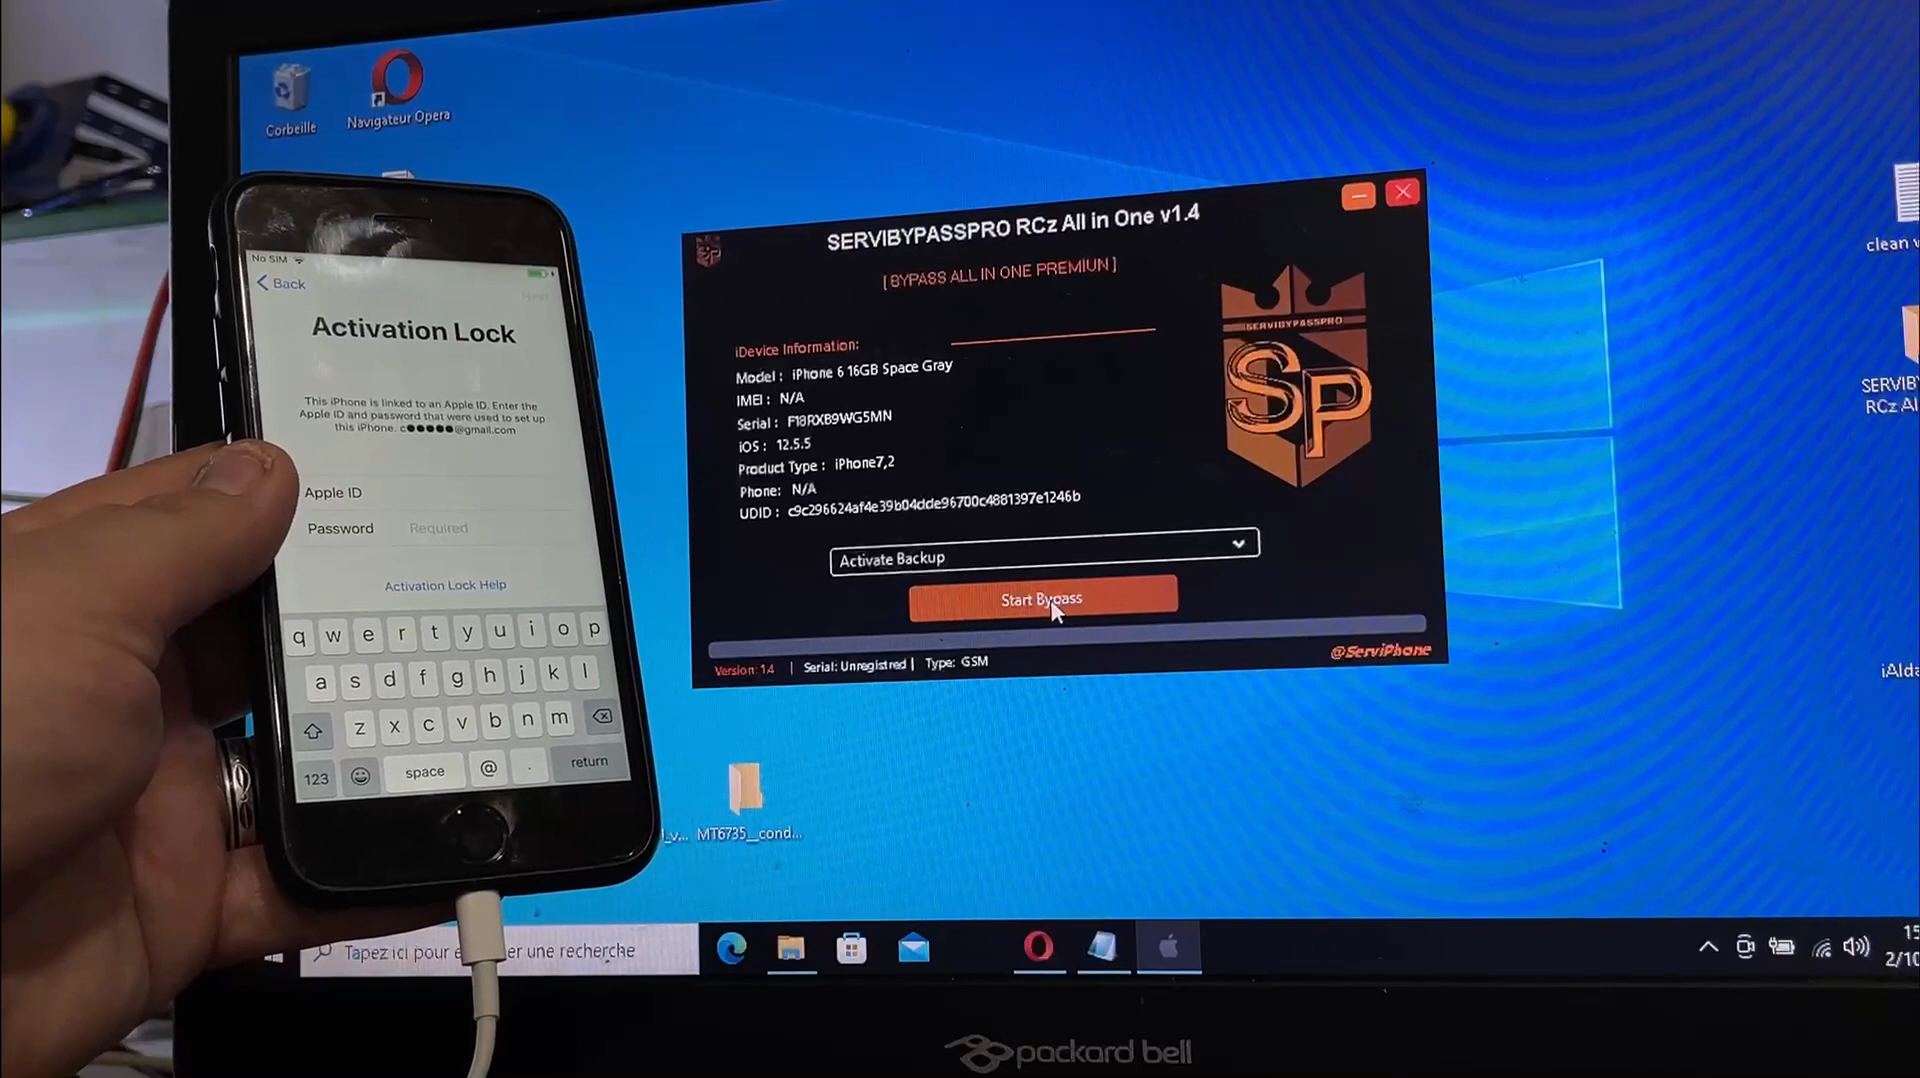 Corbeille
Navigateur Opera
No SIM
Back
Activation Lock
This iPhone is linked to an Apple ID. Enter the
Apple ID and password that were used to set up
this iPhone. c●●●●●@gmail.com
Apple ID
Password Required
Activation Lock Help
q w e r t y u i o p
a s d f g h j k l
z x c v b n m
123 space @ . return
SERVIBYPASSPRO RCz All in One v1.4
[ BYPASS ALL IN ONE PREMIUN ]
iDevice Information:
Model : iPhone 6 16GB Space Gray
IMEI : N/A
Serial : F18RXB9WG5MN
iOS : 12.5.5
Product Type : iPhone7,2
Phone: N/A
UDID : c9c296624af4e39b04dde96700c4881397e1246b
Activate Backup
Start Bypass
Version: 1.4 | Serial: Unregistred | Type: GSM
@ServiPhone
SERVIBYPASSPRO
SP
clean
SERVIB
RCz Al
iAlda
MT6735_cond...
Tapez ici pour er une recherche
15
2/10
packard bell